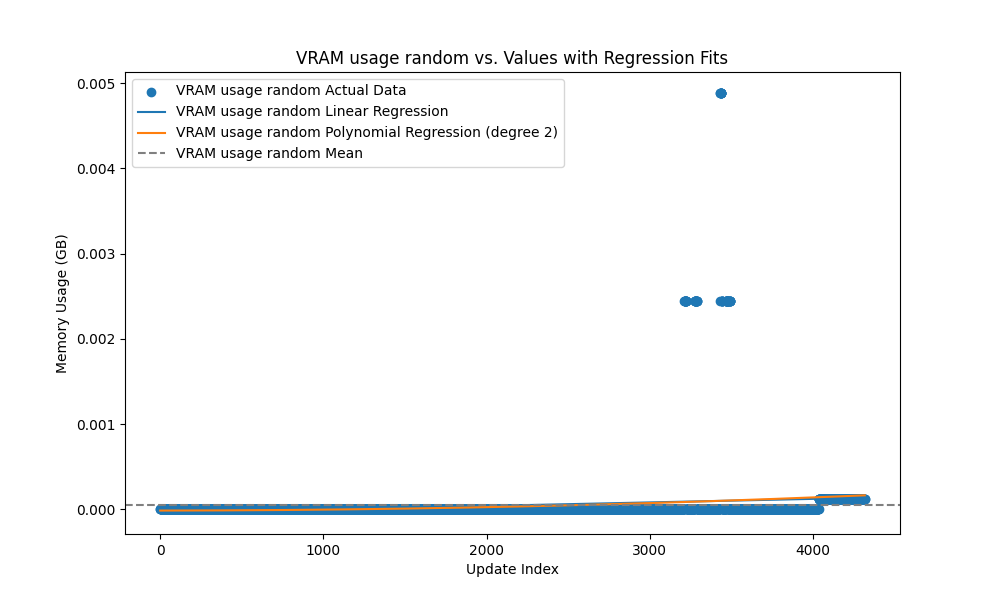 VRAM usage random vs. Values with Regression Fits
VRAM usage random Actual Data
VRAM usage random Linear Regression
VRAM usage random Polynomial Regression (degree 2)
VRAM usage random Mean
Memory Usage (GB)
0.005
0.004
0.003
0.002
0.001
0.000
0
1000
2000
3000
4000
Update Index